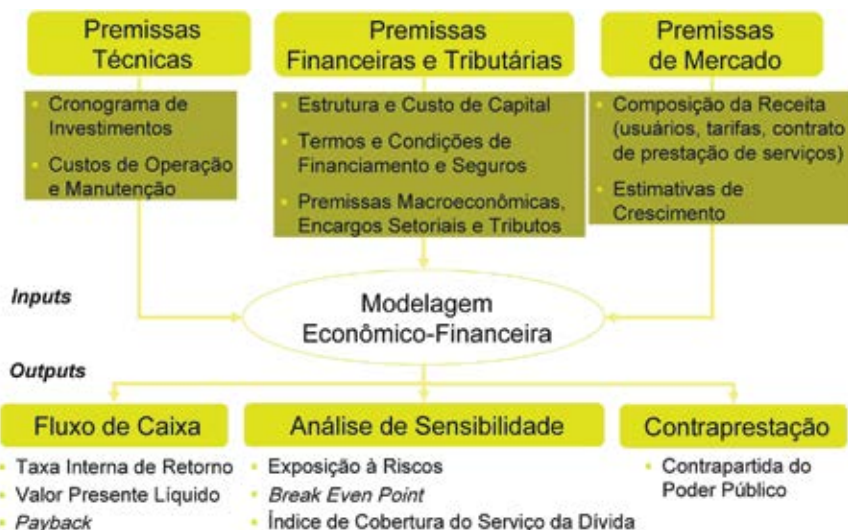 Premissas
Técnicas
• Cronograma de
Investimentos
• Custos de Operação
e Manutenção
Premissas
Financeiras e Tributárias
• Estrutura e Custo de Capital
• Termos e Condições de
Financiamento e Seguros
• Premissas Macroeconômicas,
Encargos Setoriais e Tributos
Premissas
de Mercado
• Composição da Receita
(usuários, tarifas, contrato
de prestação de serviços)
• Estimativas de
Crescimento
Inputs
Modelagem
Econômico-Financeira
Outputs
Fluxo de Caixa
• Taxa Interna de Retorno
• Valor Presente Líquido
• Payback
Análise de Sensibilidade
• Exposição à Riscos
• Break Even Point
• Índice de Cobertura do Serviço da Dívida
Contraprestação
• Contrapartida do
Poder Público